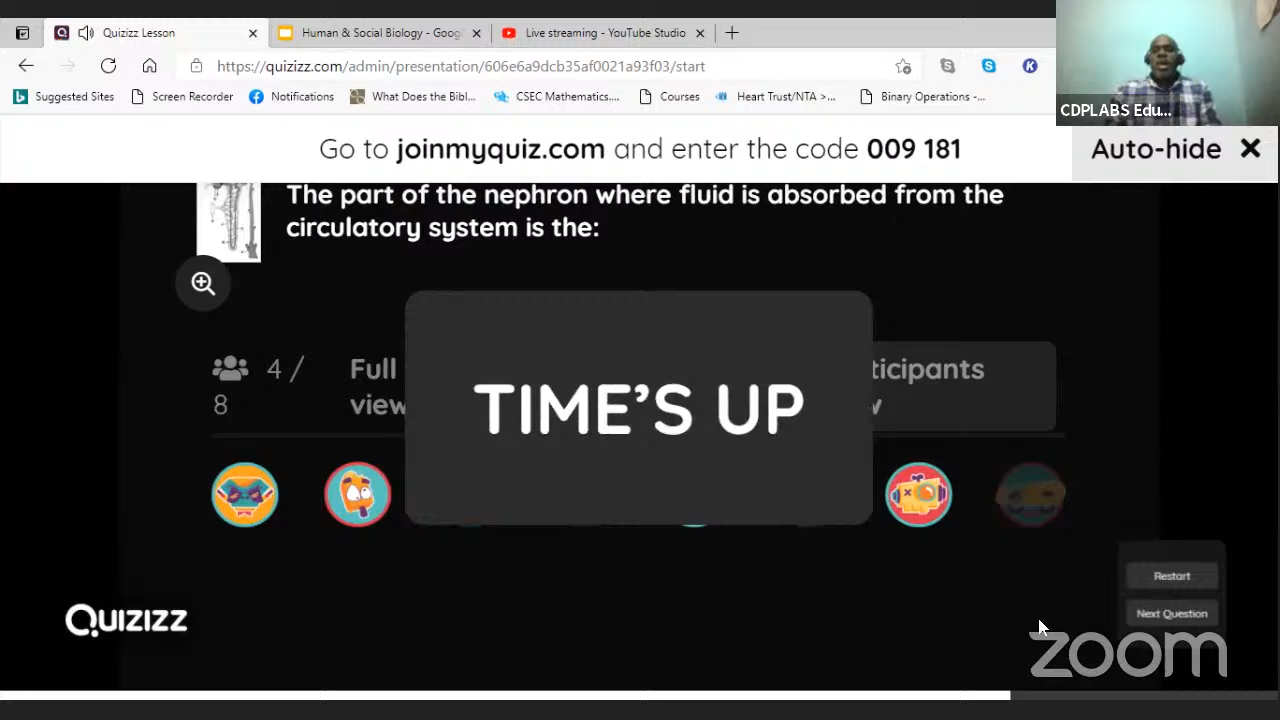 Quizizz Lesson
Human & Social Biology - Goog
Live streaming - YouTube Studio
https://quizizz.com/admin/presentation/606e6a9dcb35af0021a93f03/start
Suggested Sites
Screen Recorder
Notifications
What Does the Bibl...
CSEC Mathematics....
Courses
Heart Trust/NTA >...
Binary Operations -...
CDPLABS Edu...
Go to joinmyquiz.com and enter the code 009 181
Auto-hide
The part of the nephron where fluid is absorbed from the
circulatory system is the:
4 /
8
Full
view
ticipants
TIME'S UP
Restart
Next Question
Quizizz
zoom